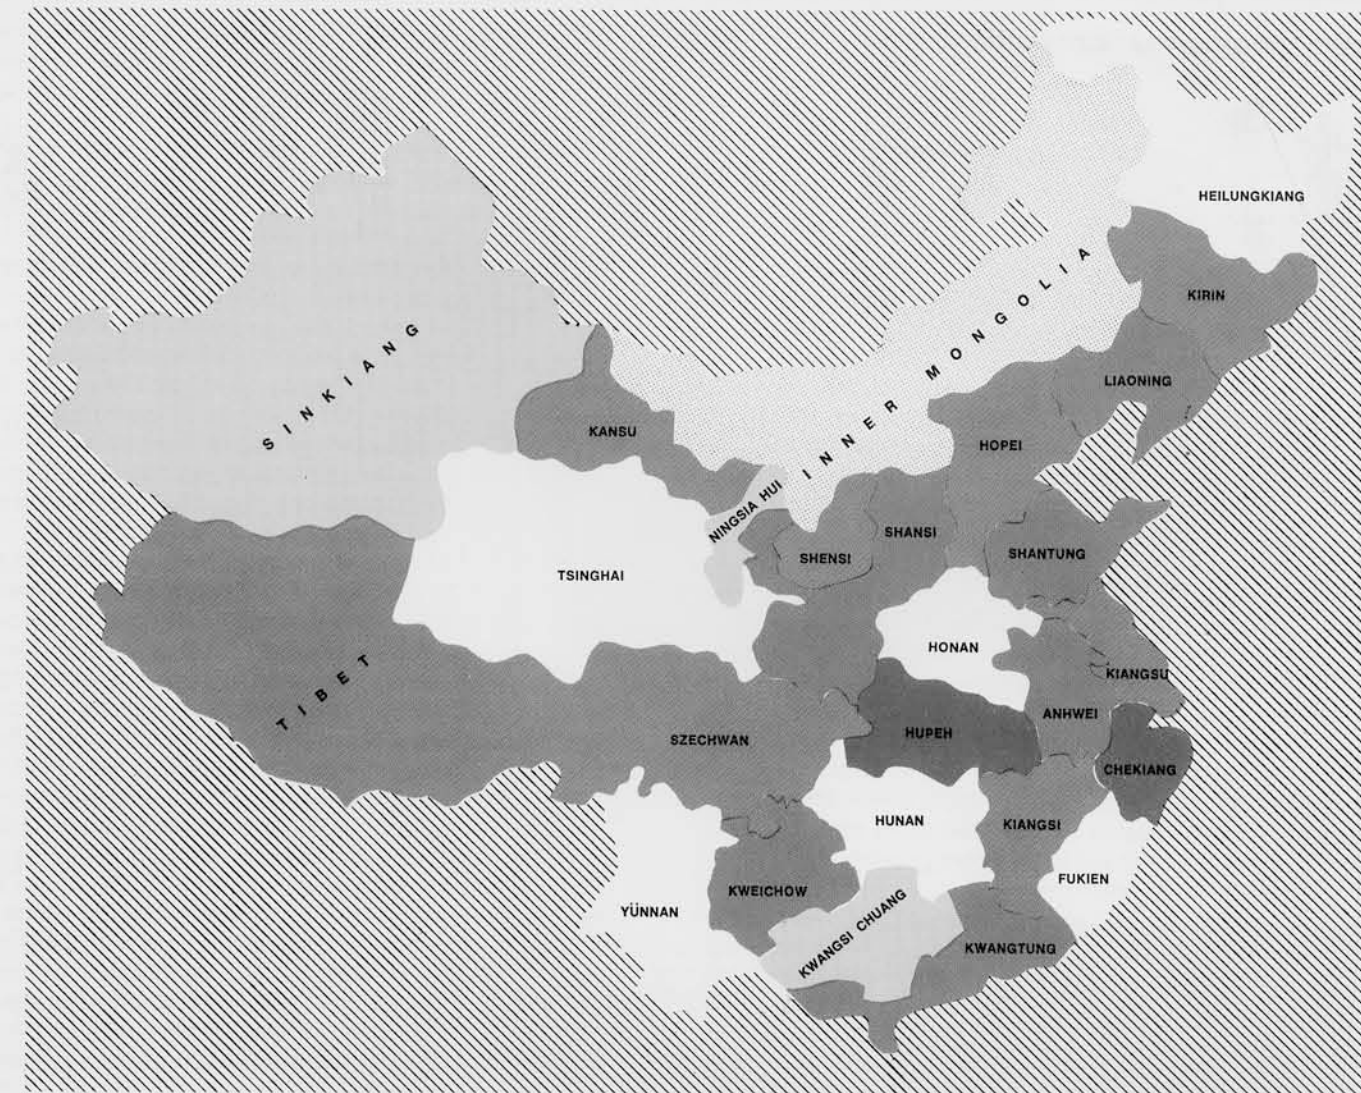 HEILUNGKIANG
KIRIN
SINKIANG
INNER MONGOLIA
LIAONING
KANSU
HOPEI
NINGSIA HUI
SHANSI
SHENSI
SHANTUNG
TSINGHAI
HONAN
TIBET
KIANGSU
ANHWEI
SZECHWAN
HUPEH
CHEKIANG
HUNAN
KIANGSI
FUKIEN
KWEICHOW
YÜNNAN
KWANGSI CHUANG
KWANGTUNG